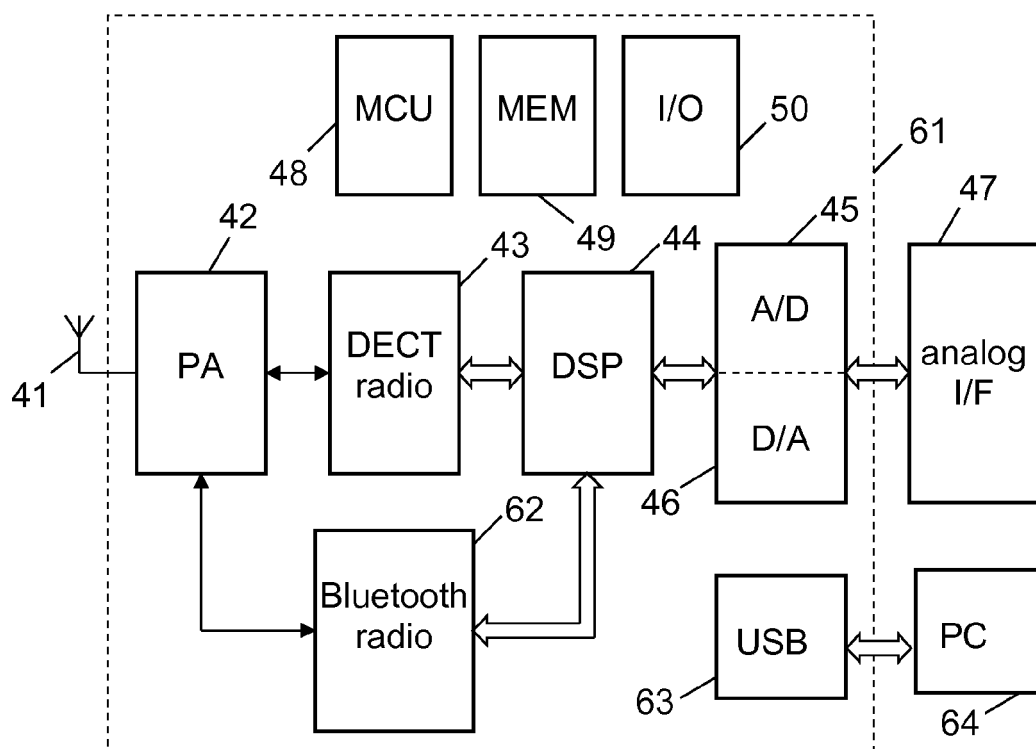 MCU
MEM
I/O
48
49
50
61
42
43
44
45
47
41
PA
DECT
radio
DSP
A/D
D/A
analog
I/F
46
62
Bluetooth
radio
USB
PC
63
64